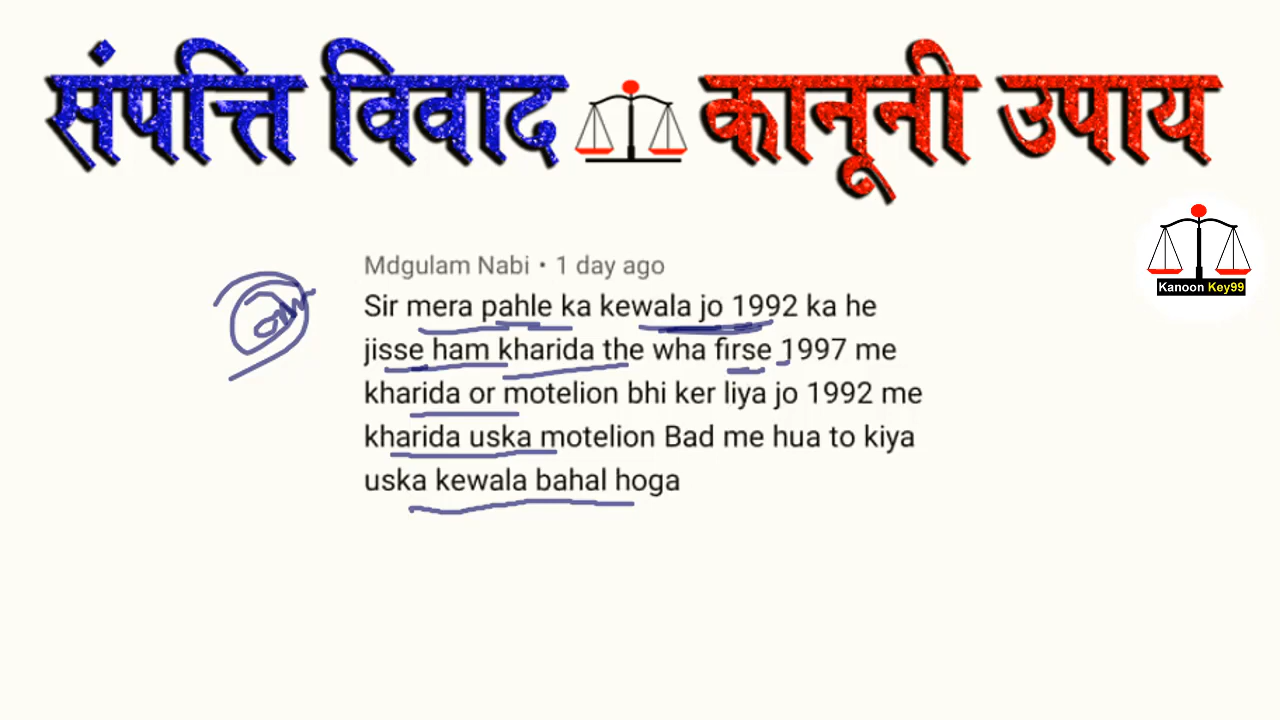 संपत्ति विवाद कानूनी उपाय
Kanoon Key99
Mdgulam Nabi • 1 day ago
Sir mera pahle ka kewala jo 1992 ka he
jisse ham kharida the wha firse 1997 me
kharida or motelion bhi ker liya jo 1992 me
kharida uska motelion Bad me hua to kiya
uska kewala bahal hoga